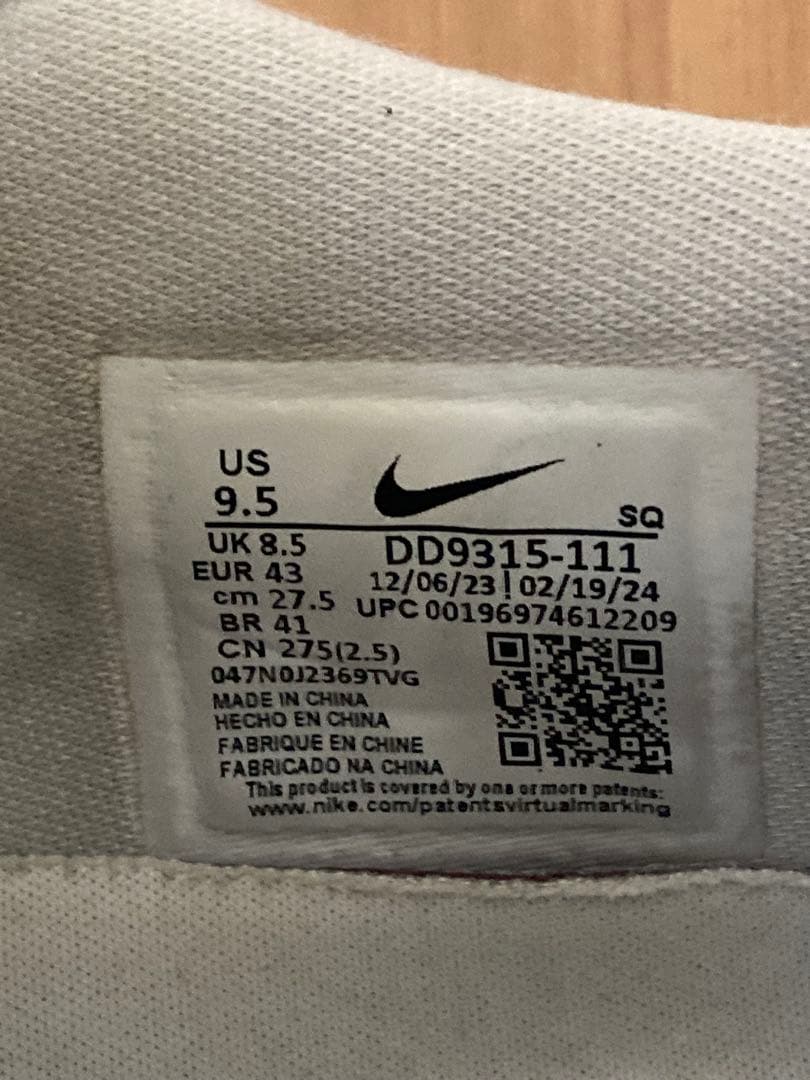 US
9.5
SQ
UK 8.5
DD9315-111
EUR 43
12/06/23 | 02/19/24
cm 27.5
UPC 00196974612209
BR 41
CN 275(2.5)
047N0J2369TVG
MADE IN CHINA
HECHO EN CHINA
FABRIQUE EN CHINE
FABRICADO NA CHINA
This product is covered by one or more patents:
www.nike.com/patentsvirtualmarking